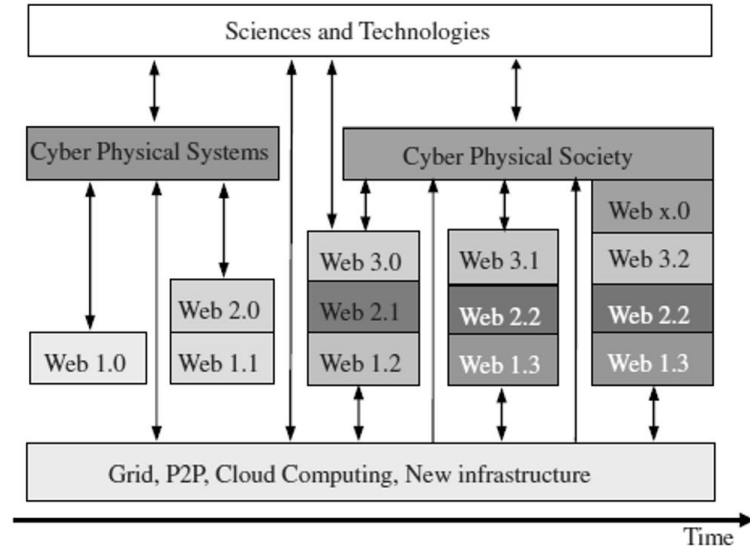 Sciences and Technologies
Cyber Physical Systems
Cyber Physical Society
Web x.0
Web 3.0
Web 3.1
Web 3.2
Web 2.0
Web 2.1
Web 2.2
Web 2.2
Web 1.0
Web 1.1
Web 1.2
Web 1.3
Web 1.3
Grid, P2P, Cloud Computing, New infrastructure
Time